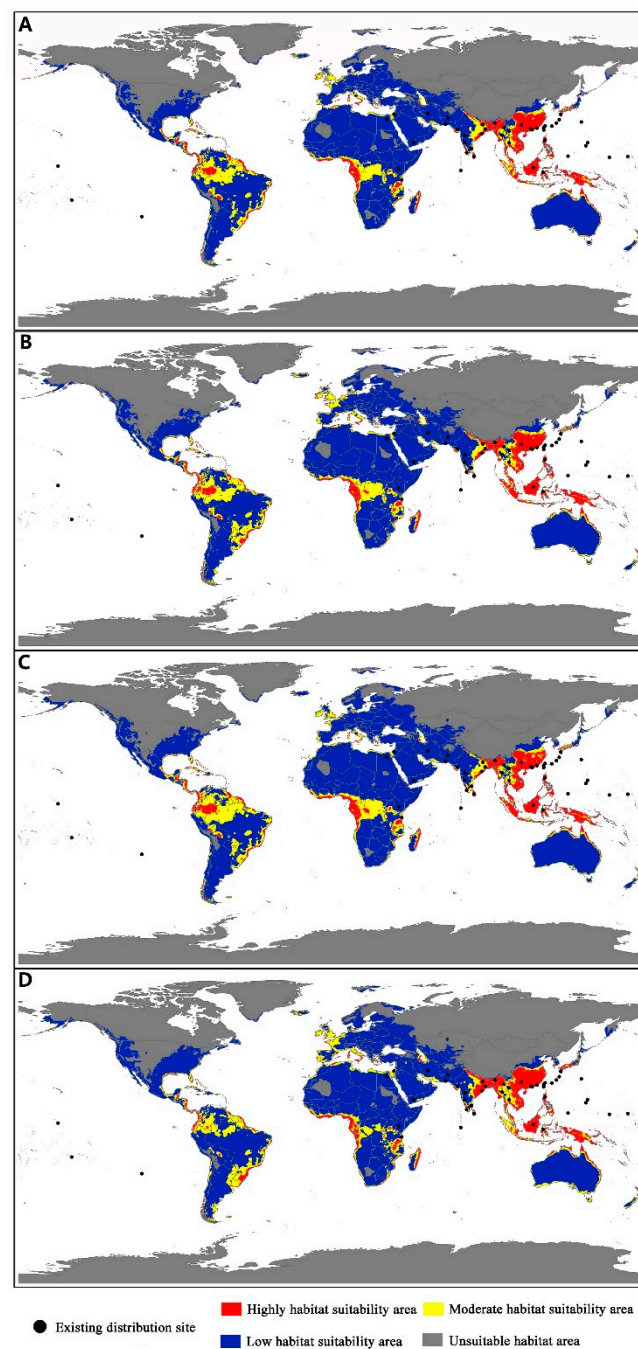 A
B
C
D
Existing distribution site
Highly habitat suitability area
Moderate habitat suitability area
Low habitat suitability area
Unsuitable habitat area